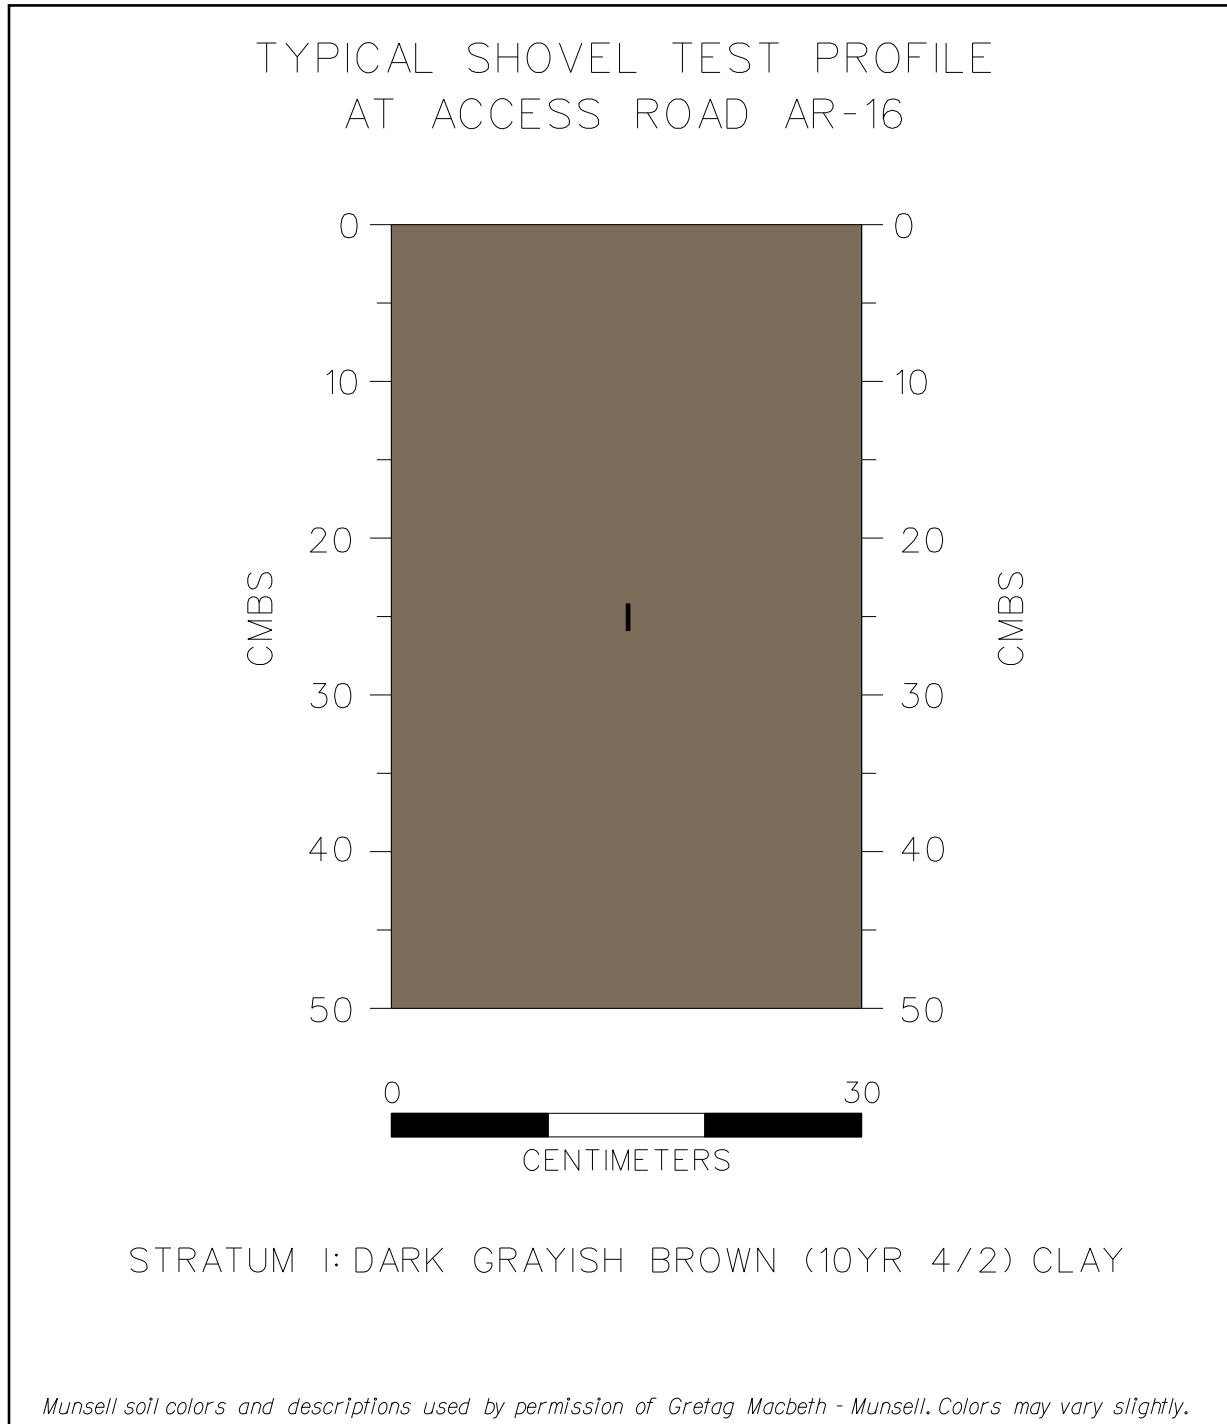 TYPICAL SHOVEL TEST PROFILE
AT ACCESS ROAD AR-16
0 0
10 10
20 20
CMBS CMBS
I
30 30
40 40
50 50
0 30
CENTIMETERS
STRATUM I: DARK GRAYISH BROWN (10YR 4/2) CLAY
Munsell soil colors and descriptions used by permission of Gretag Macbeth - Munsell. Colors may vary slightly.